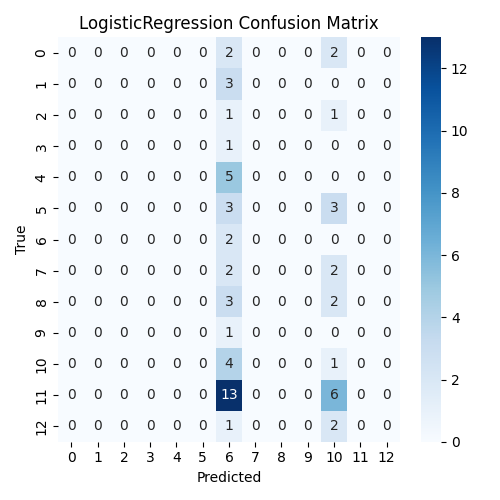 LogisticRegression Confusion Matrix
0 0 0 0 0 0 0 2 0 0 0 2 0 0
1 0 0 0 0 0 0 3 0 0 0 0 0 0
2 0 0 0 0 0 0 1 0 0 0 1 0 0
3 0 0 0 0 0 0 1 0 0 0 0 0 0
4 0 0 0 0 0 0 5 0 0 0 0 0 0
5 0 0 0 0 0 0 3 0 0 0 3 0 0
6 0 0 0 0 0 0 2 0 0 0 0 0 0
7 0 0 0 0 0 0 2 0 0 0 2 0 0
8 0 0 0 0 0 0 3 0 0 0 2 0 0
9 0 0 0 0 0 0 1 0 0 0 0 0 0
10 0 0 0 0 0 0 4 0 0 0 1 0 0
11 0 0 0 0 0 0 13 0 0 0 6 0 0
12 0 0 0 0 0 0 1 0 0 0 2 0 0
0 1 2 3 4 5 6 7 8 9 10 11 12
Predicted
True
12
10
8
6
4
2
0